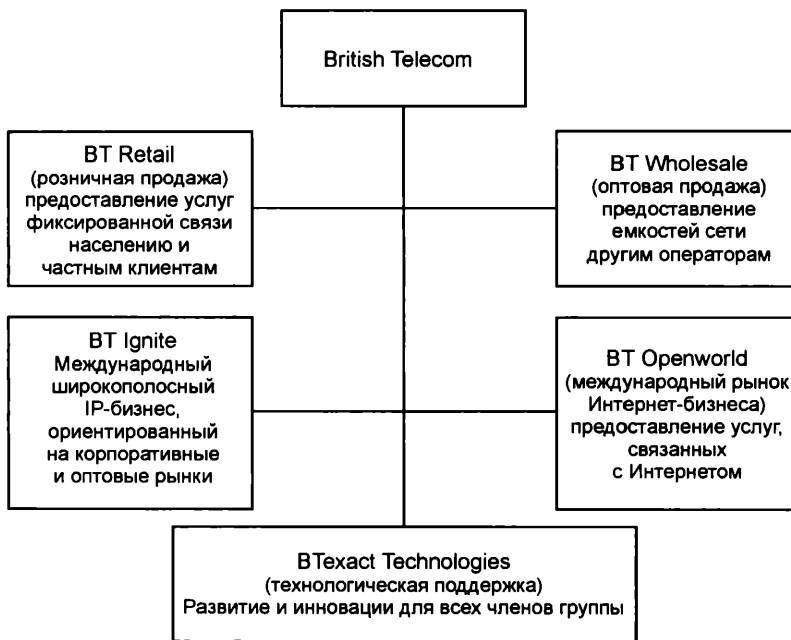 British Telecom
BT Retail
(розничная продажа)
предоставление услуг
фиксированной связи
населению и
частным клиентам
BT Wholesale
(оптовая продажа)
предоставление
емкостей сети
другим операторам
BT Ignite
Международный
широкополосный
IP-бизнес,
ориентированный
на корпоративные
и оптовые рынки
BT Openworld
(международный рынок
Интернет-бизнеса)
предоставление услуг,
связанных
с Интернетом
BTexact Technologies
(технологическая поддержка)
Развитие и инновации для всех членов группы